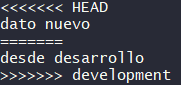 <<<<<<< HEAD
dato nuevo
=======
desde desarrollo
>>>>>>> development